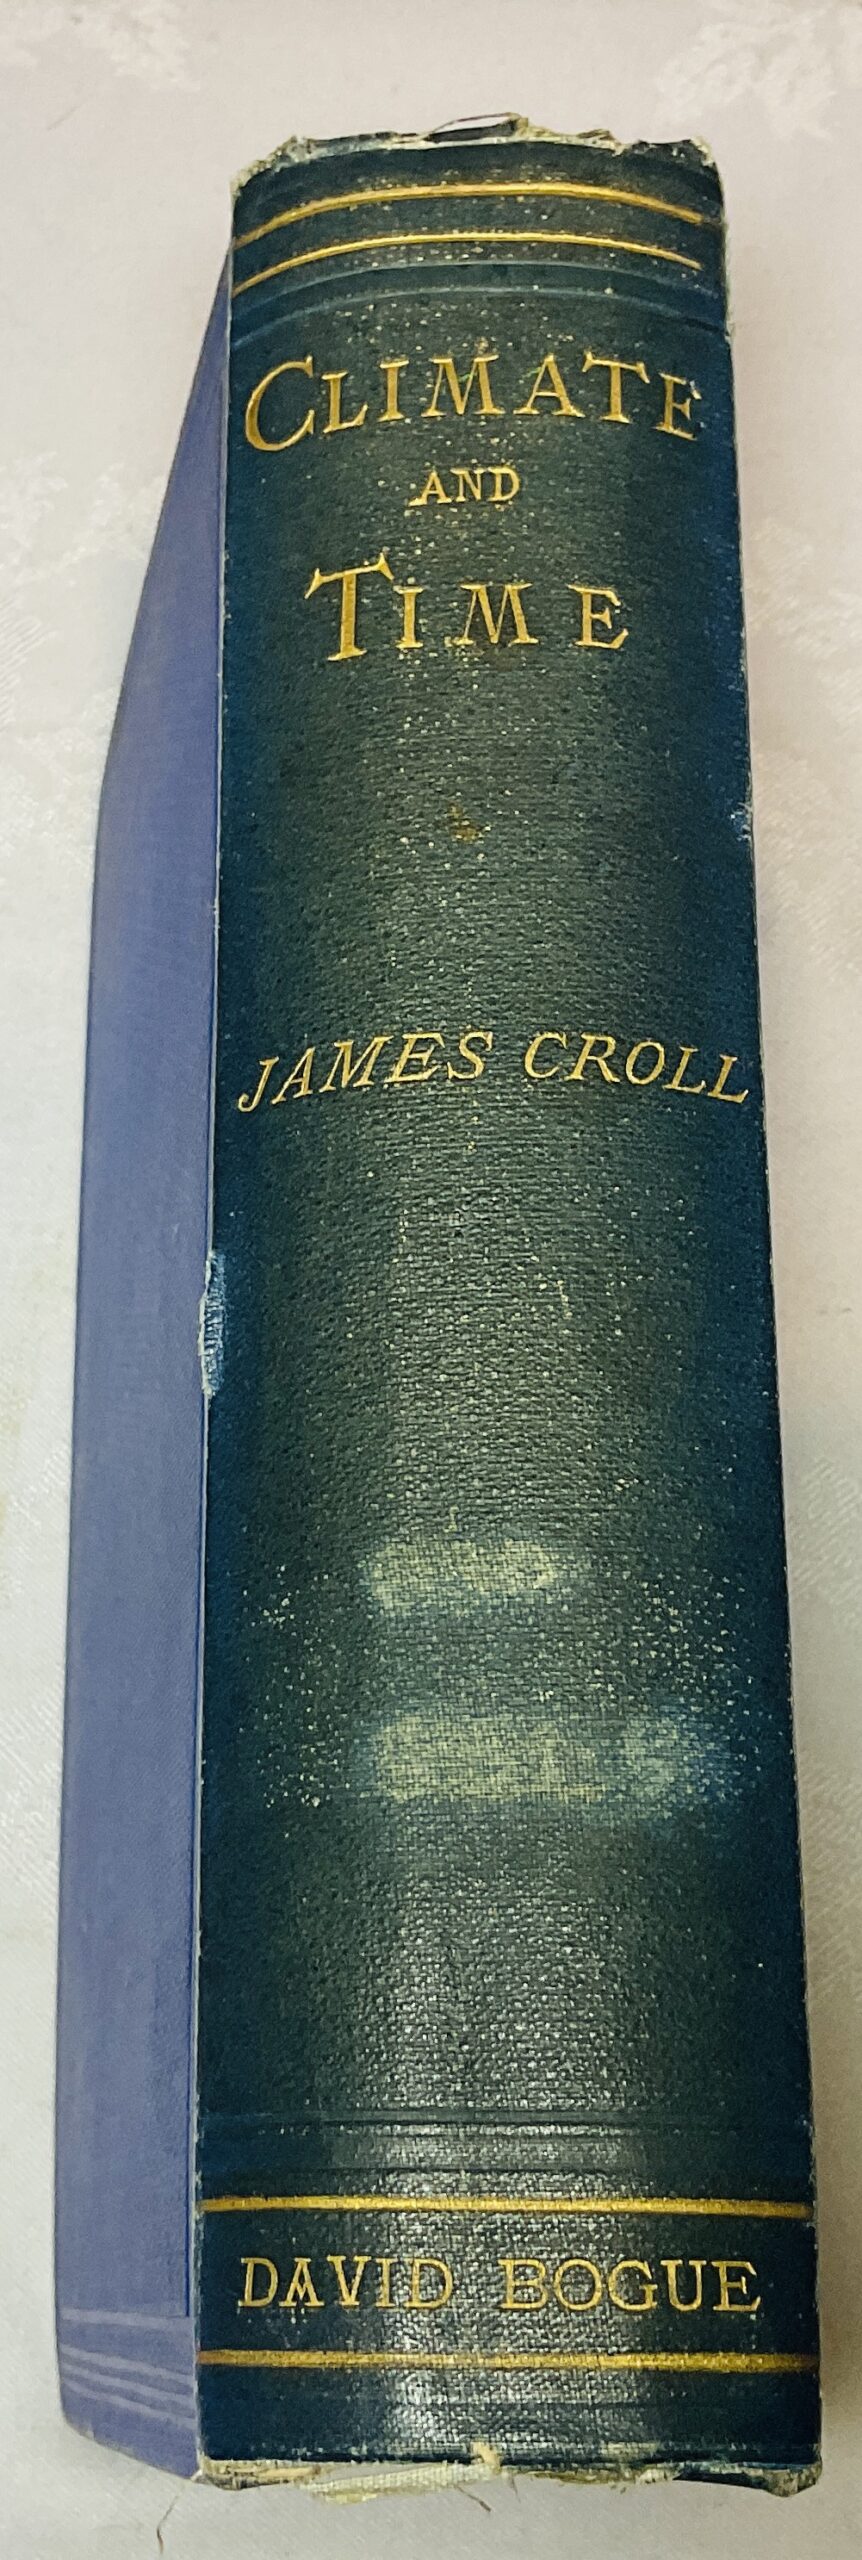 CLIMATE
AND
TIME
JAMES CROLL
DAVID BOGUE